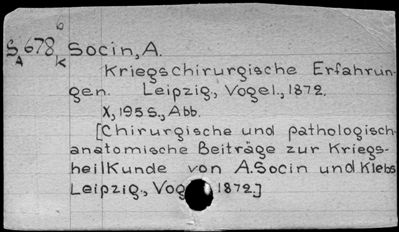 6
S 678 Socin, A.
A K
Kriegschirurgische Erfahrun-
gen. Leipzig, Vogel., 1872.
X, 195 S., Abb.
[Chirurgische und pathologisch-
anatomische Beiträge zur Kriegs-
heilkunde von A. Socin und Klebs
Leipzig., 1872.]